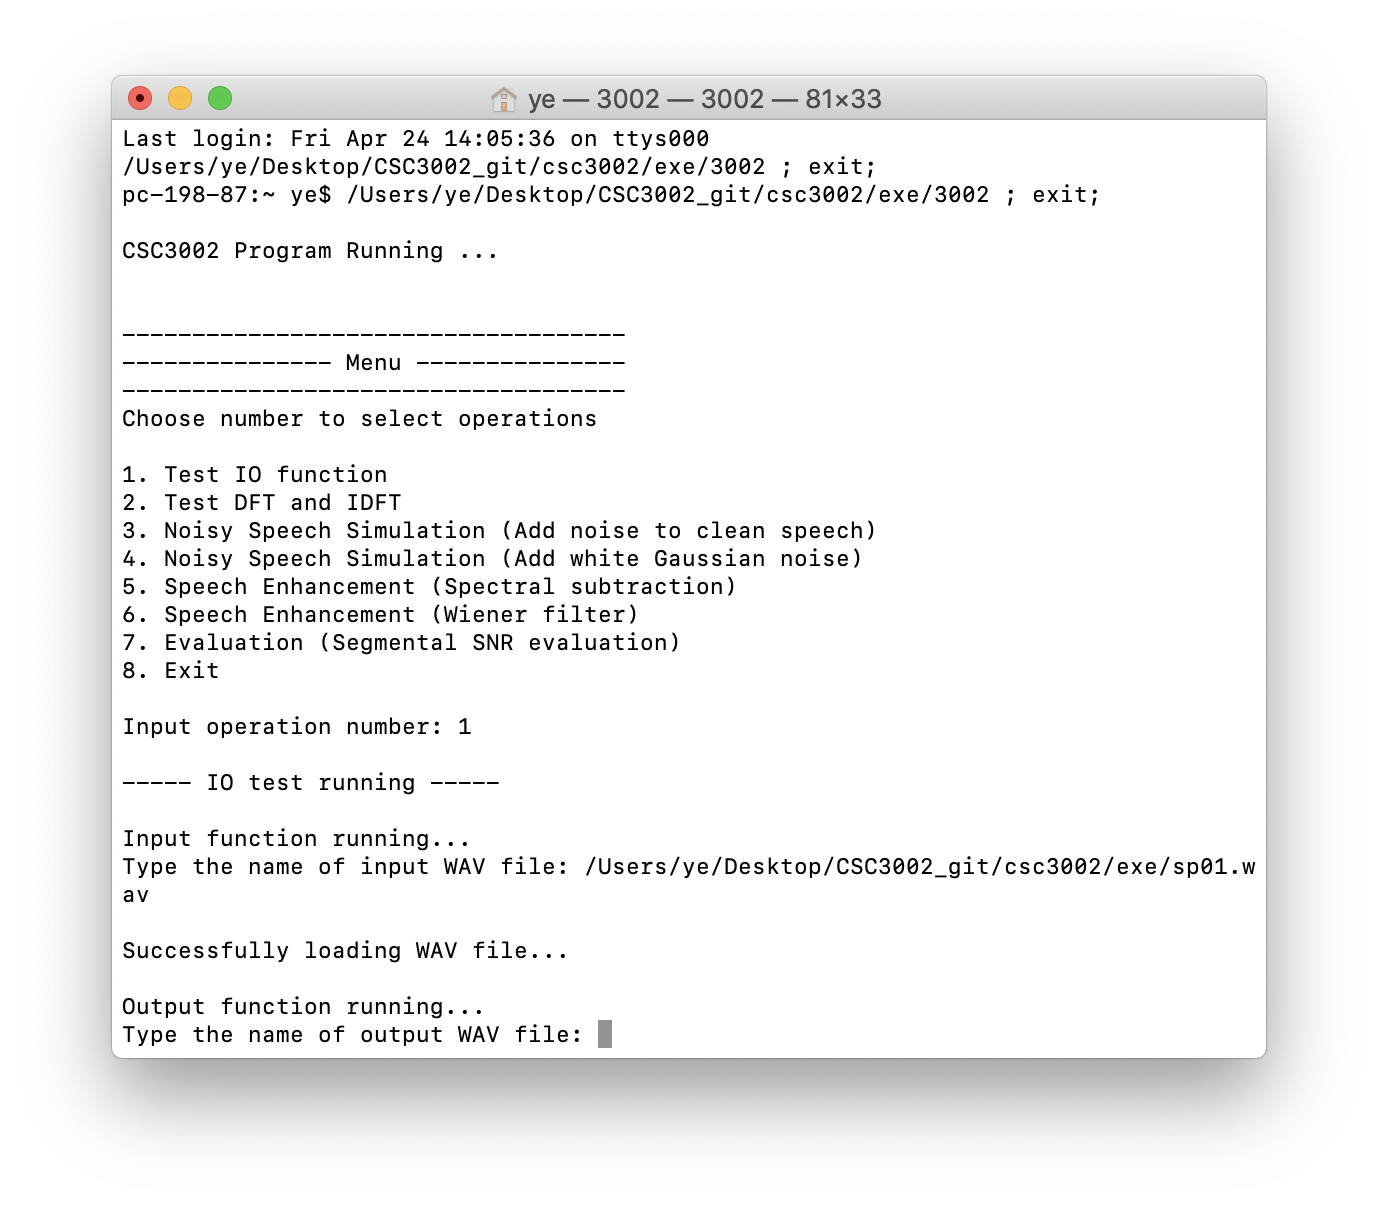 ye — 3002 — 3002 — 81×33
Last login: Fri Apr 24 14:05:36 on ttys000
/Users/ye/Desktop/CSC3002_git/csc3002/exe/3002 ; exit;
pc-198-87:~ ye$ /Users/ye/Desktop/CSC3002_git/csc3002/exe/3002 ; exit;
CSC3002 Program Running ...
------------------------------------
--------------- Menu ---------------
------------------------------------
Choose number to select operations
1. Test IO function
2. Test DFT and IDFT
3. Noisy Speech Simulation (Add noise to clean speech)
4. Noisy Speech Simulation (Add white Gaussian noise)
5. Speech Enhancement (Spectral subtraction)
6. Speech Enhancement (Wiener filter)
7. Evaluation (Segmental SNR evaluation)
8. Exit
Input operation number: 1
----- IO test running -----
Input function running...
Type the name of input WAV file: /Users/ye/Desktop/CSC3002_git/csc3002/exe/sp01.w
av
Successfully loading WAV file...
Output function running...
Type the name of output WAV file: